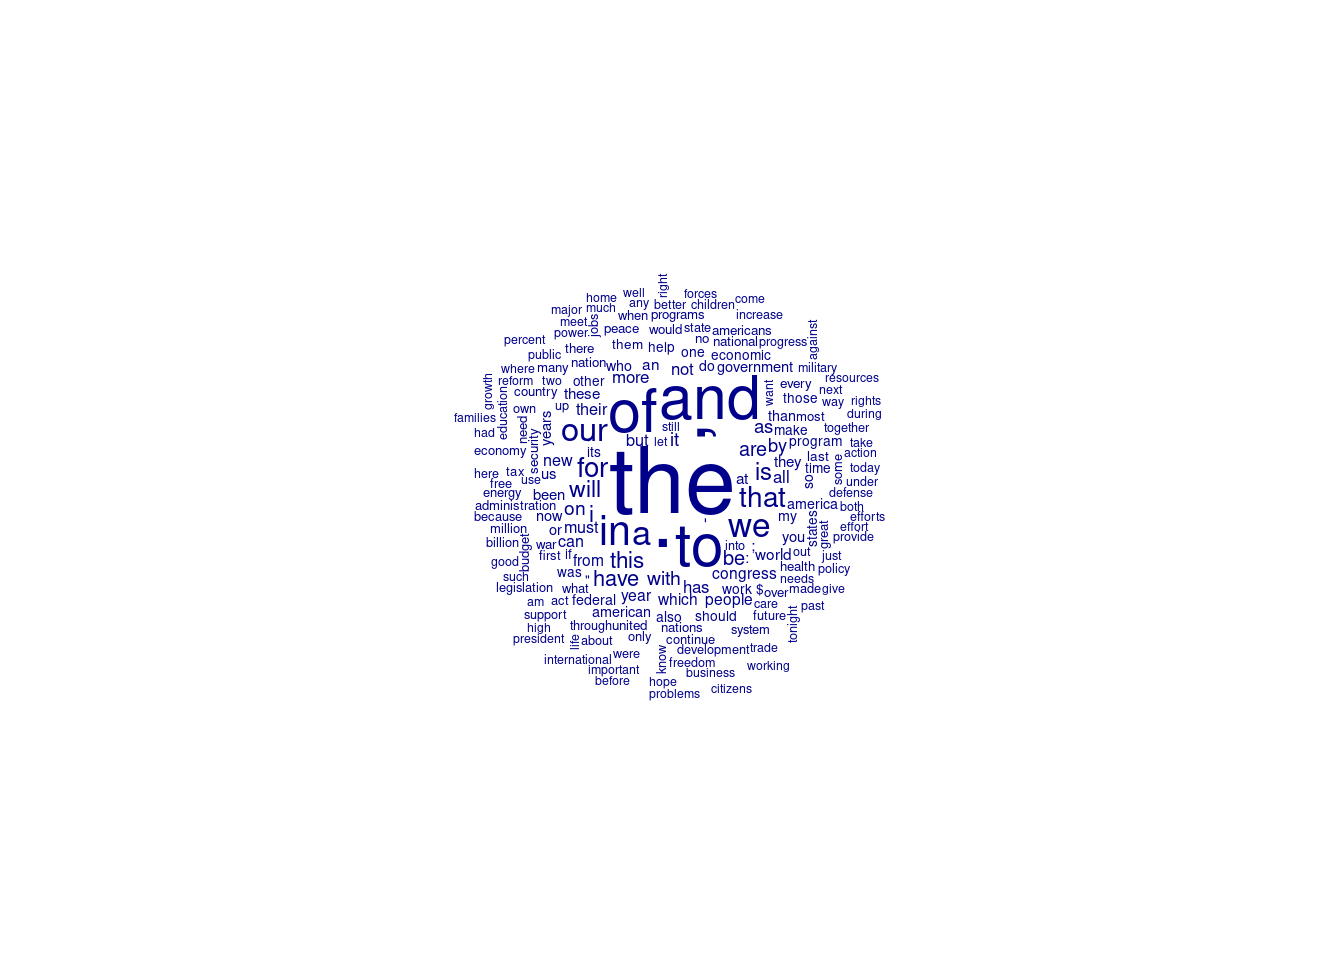 right
well
forces
home
come
any
better
children
major
much
when
programs
increase
meet
jobs
peace
would
state
americans
power
against
percent
there
them
help
no
national
progress
public
one
economic
where
many
nation
who
an
not
do
government
military
growth
reform
two
other
more
want
every
resources
country
these
of
and
those
next
way
rights
families
education
own
up
their
than
most
during
had
need
years
our
still
,
as
make
together
economy
security
but
let
it
are
by
program
take
action
its
new
for
the
is
they
last
some
here
tax
us
at
all
so
time
today
free
use
will
that
under
energy
been
defense
administration
on
i
america
both
because
now
in
a
.
to
-
we
my
states
great
efforts
million
or
must
you
effort
billion
budget
war
can
into
;
out
provide
first
if
from
this
be
:
world
just
good
health
policy
such
was
"
have
with
congress
needs
legislation
what
has
work
$
over
made
give
am
act
federal
year
which
people
care
past
support
american
also
should
future
tonight
high
through
united
nations
system
president
life
about
only
continue
international
were
know
development
trade
important
freedom
working
before
business
hope
citizens
problems